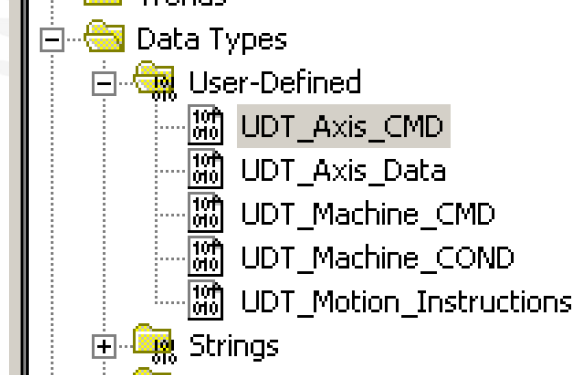 Trends
Data Types
User-Defined
UDT_Axis_CMD
UDT_Axis_Data
UDT_Machine_CMD
UDT_Machine_COND
UDT_Motion_Instructions
Strings